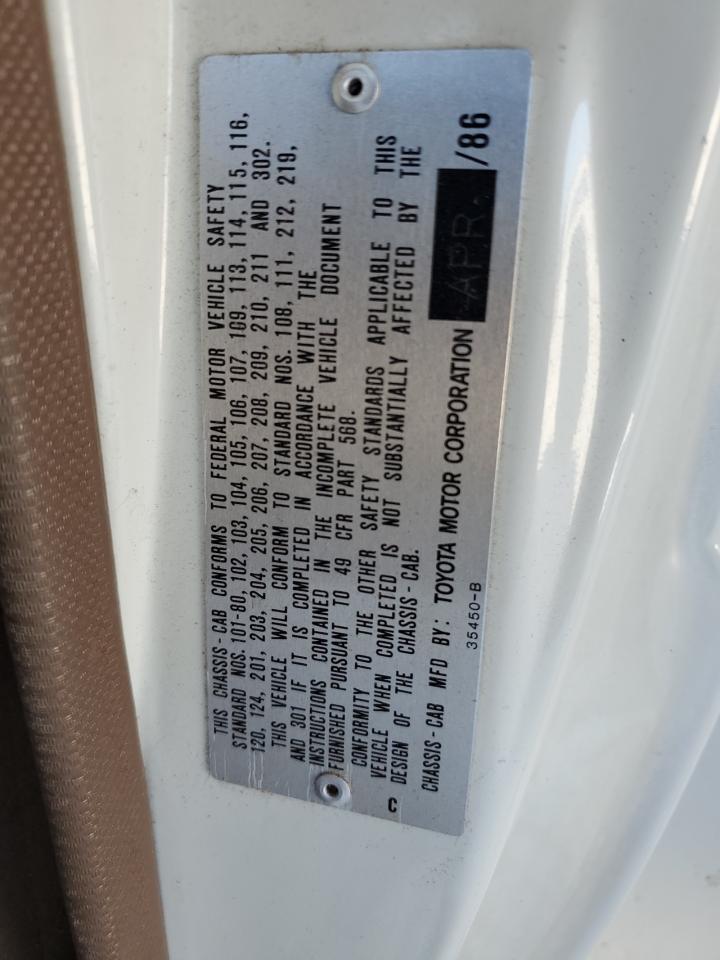 THIS CHASSIS-CAB CONFORMS TO FEDERAL MOTOR VEHICLE SAFETY
STANDARD NOS. 101-80, 102, 103, 104, 105, 106, 107, 109, 113, 114, 115, 116,
120, 124, 201, 203, 204, 205, 206, 207, 208, 209, 210, 211 AND 302.
THIS VEHICLE WILL CONFORM TO STANDARD NOS. 108, 111, 212, 219,
AND 301 IF IT IS COMPLETED IN ACCORDANCE WITH THE
INSTRUCTIONS CONTAINED IN THE INCOMPLETE VEHICLE DOCUMENT
FURNISHED PURSUANT TO 49 CFR PART 568.
CONFORMITY TO THE OTHER SAFETY STANDARDS APPLICABLE TO THIS
VEHICLE WHEN COMPLETED IS NOT SUBSTANTIALLY AFFECTED BY THE
C DESIGN OF THE CHASSIS-CAB.
CHASSIS-CAB MFD BY: TOYOTA MOTOR CORPORATION APR. /86
35450-B